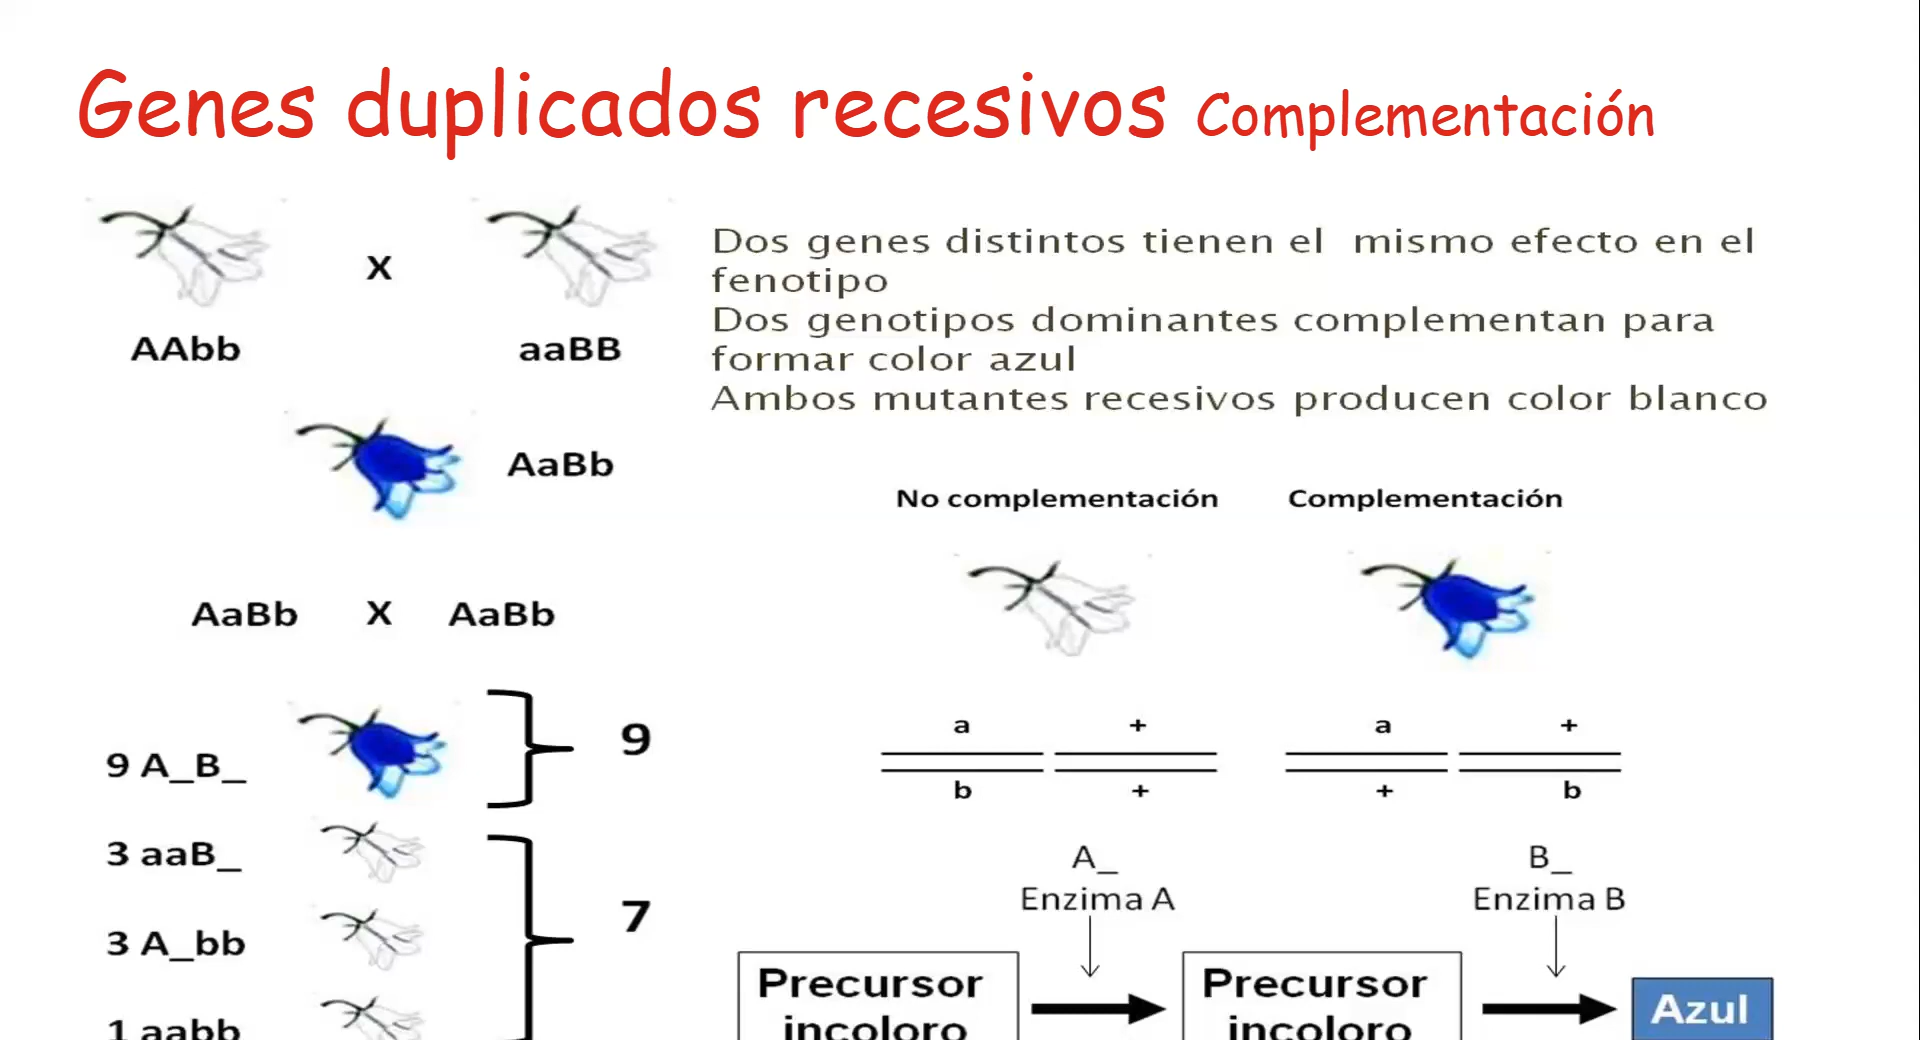 Genes duplicados recesivos Complementación
X
AAbb
aaBB
Dos genes distintos tienen el mismo efecto en el
fenotipo
Dos genotipos dominantes complementan para
formar color azul
Ambos mutantes recesivos producen color blanco
AaBb
AaBb X AaBb
9 A_B_
9
3 aaB_
3 A_bb
7
1 aabb
No complementación
Complementación
a + a +
b + + b
A_
Enzima A
B_
Enzima B
Precursor
incoloro
Precursor
incoloro
Azul